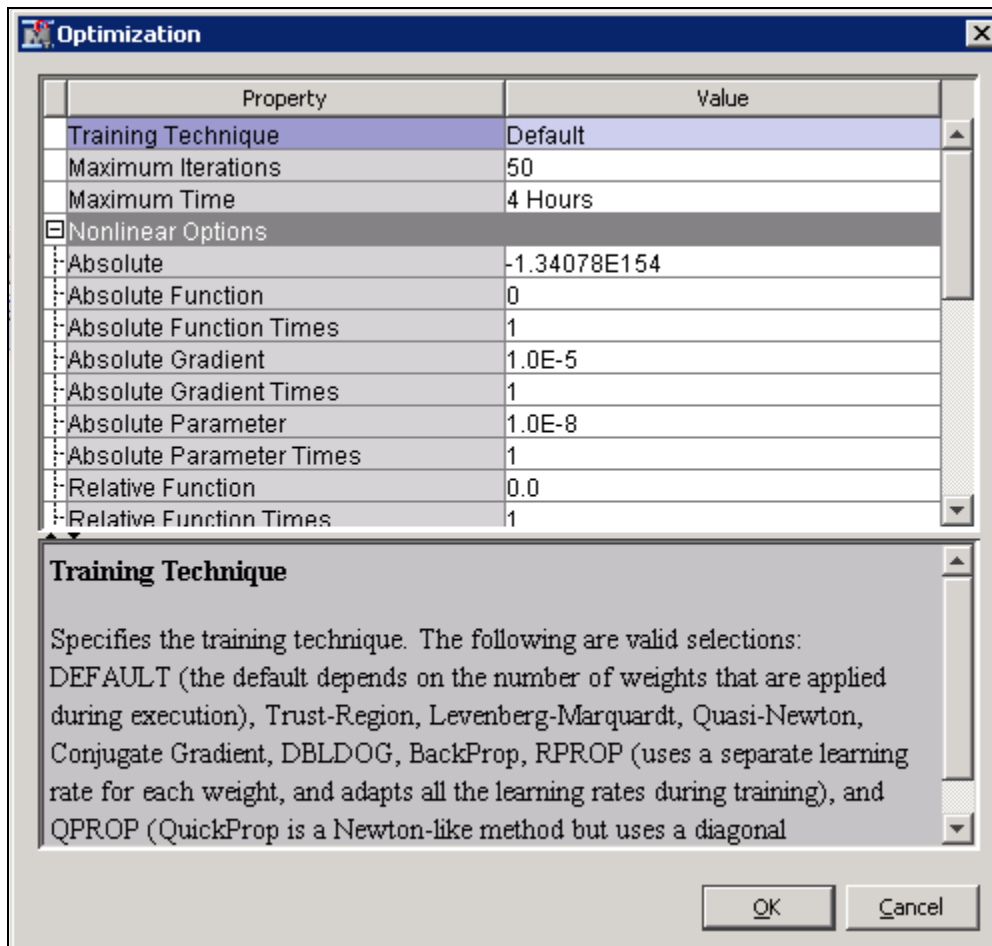 Optimization
Property Value
Training Technique Default
Maximum Iterations 50
Maximum Time 4 Hours
Nonlinear Options
Absolute -1.34078E154
Absolute Function 0
Absolute Function Times 1
Absolute Gradient 1.0E-5
Absolute Gradient Times 1
Absolute Parameter 1.0E-8
Absolute Parameter Times 1
Relative Function 0.0
Relative Function Times 1
Training Technique
Specifies the training technique. The following are valid selections:
DEFAULT (the default depends on the number of weights that are applied
during execution), Trust-Region, Levenberg-Marquardt, Quasi-Newton,
Conjugate Gradient, DBLDOG, BackProp, RPROP (uses a separate learning
rate for each weight, and adapts all the learning rates during training), and
QPROP (QuickProp is a Newton-like method but uses a diagonal
OK Cancel